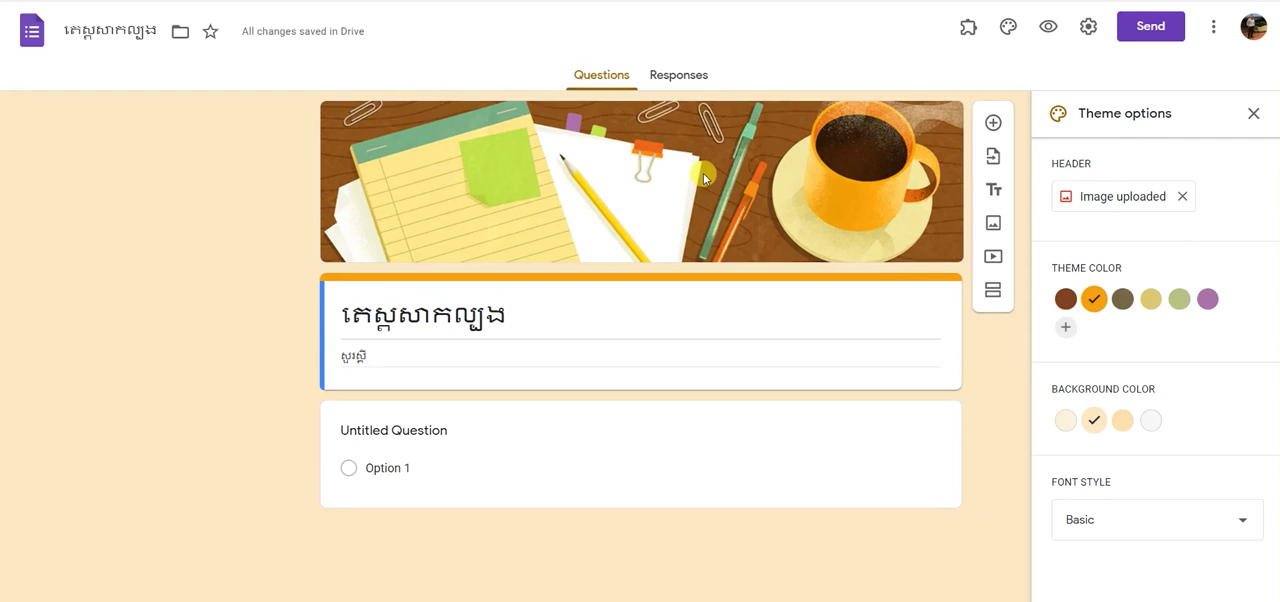 តេស្តសាកល្បង
All changes saved in Drive
Send
Questions
Responses
Theme options
HEADER
Image uploaded
THEME COLOR
តេស្តសាកល្បង
សួរស្តី
BACKGROUND COLOR
Untitled Question
Option 1
FONT STYLE
Basic